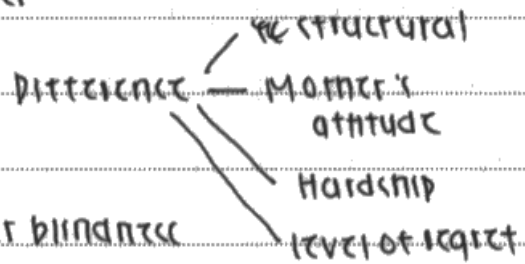 structural
Difference
Mother's
attitude
Hardship
r blindness
level of regret